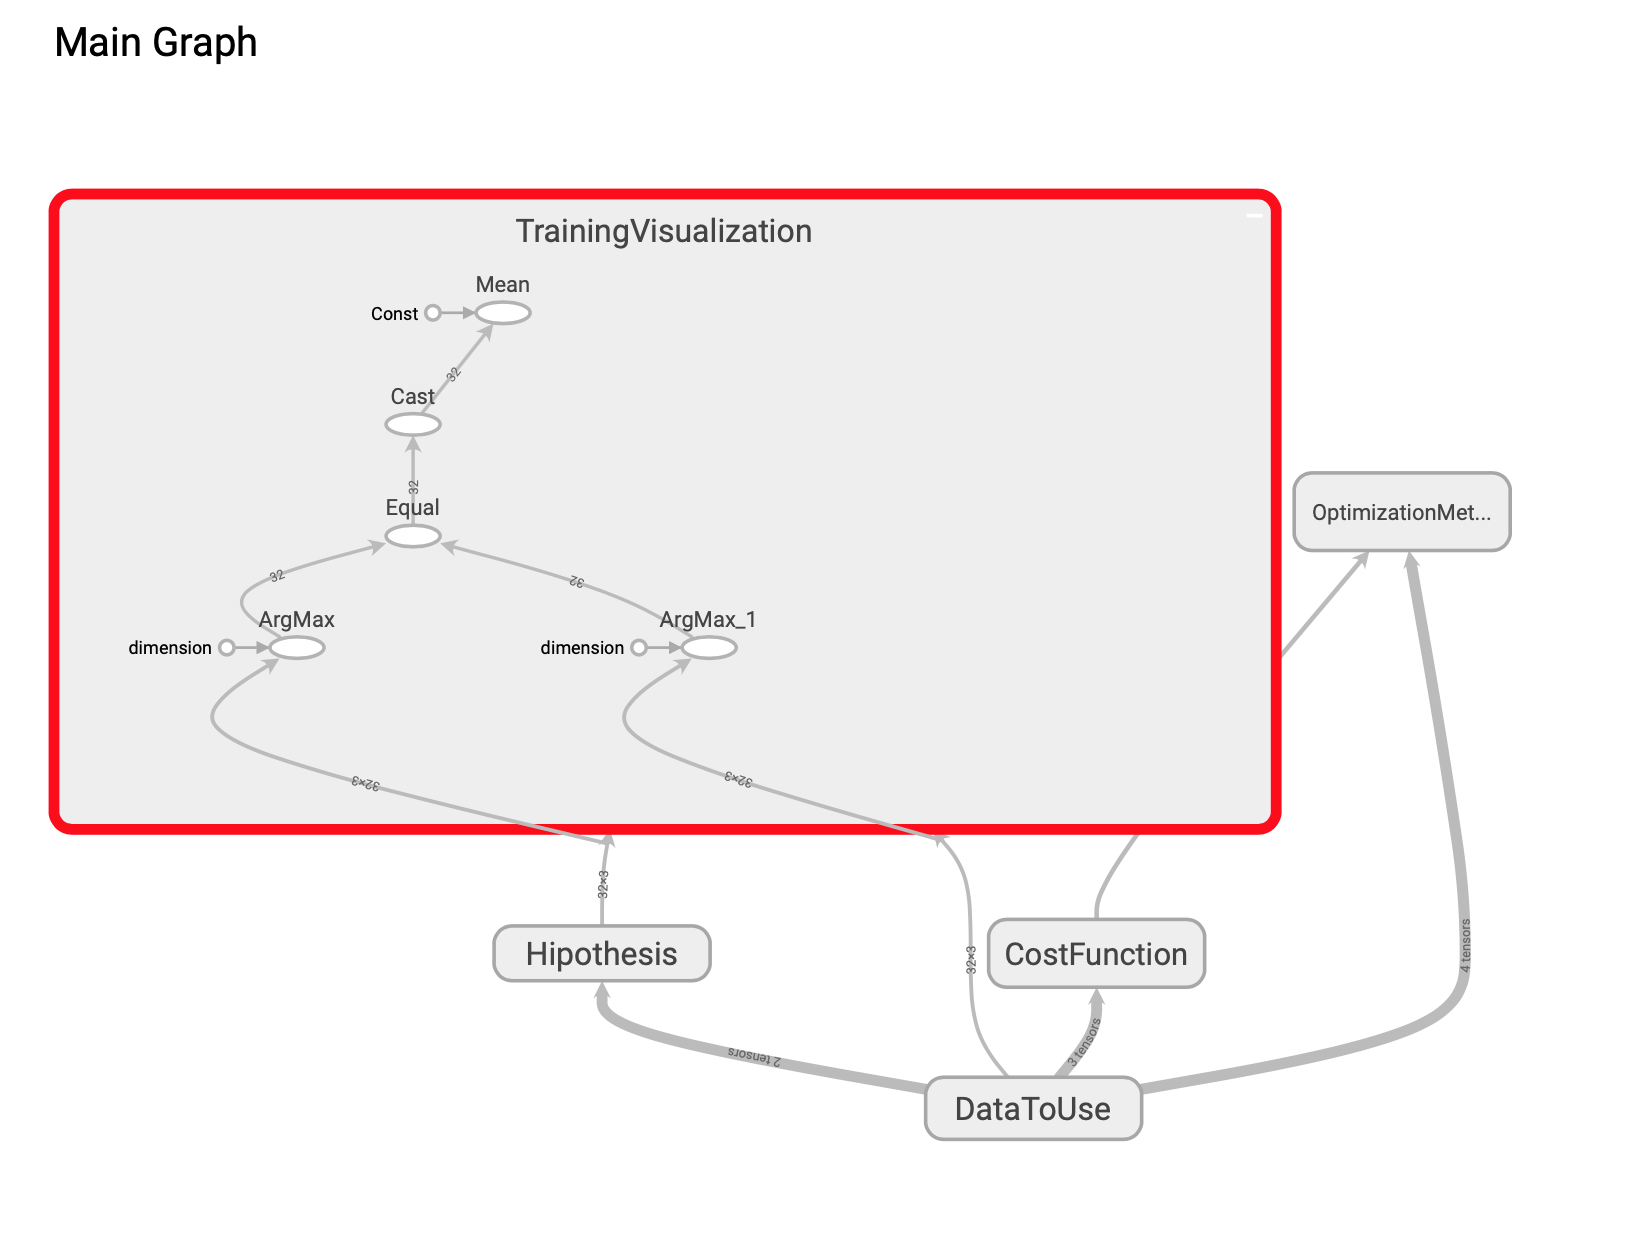 Main Graph
TrainingVisualization
Mean
Const
32
Cast
32
Equal
32
32
ArgMax
ArgMax_1
dimension
dimension
32×3
32×3
OptimizationMet...
32×3
Hipothesis
32×3
CostFunction
4 tensors
2 tensors
3 tensors
DataToUse